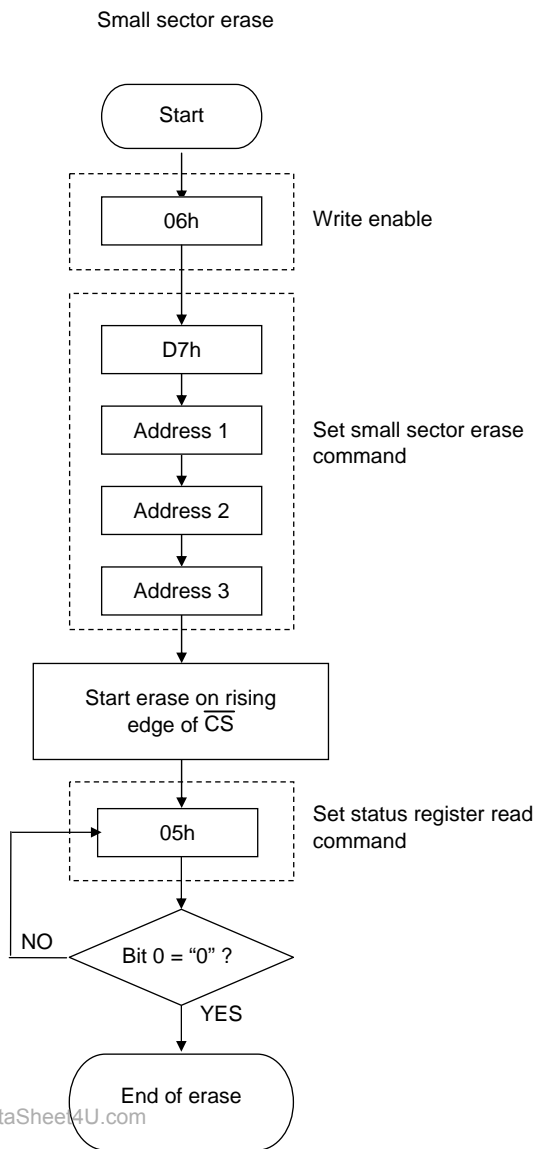 Small sector erase
Start
06h
Write enable
D7h
Address 1
Set small sector erase
command
Address 2
Address 3
Start erase on rising
edge of C̅S̅
05h
Set status register read
command
NO
Bit 0 = “0” ?
YES
End of erase
taSheet4U.com